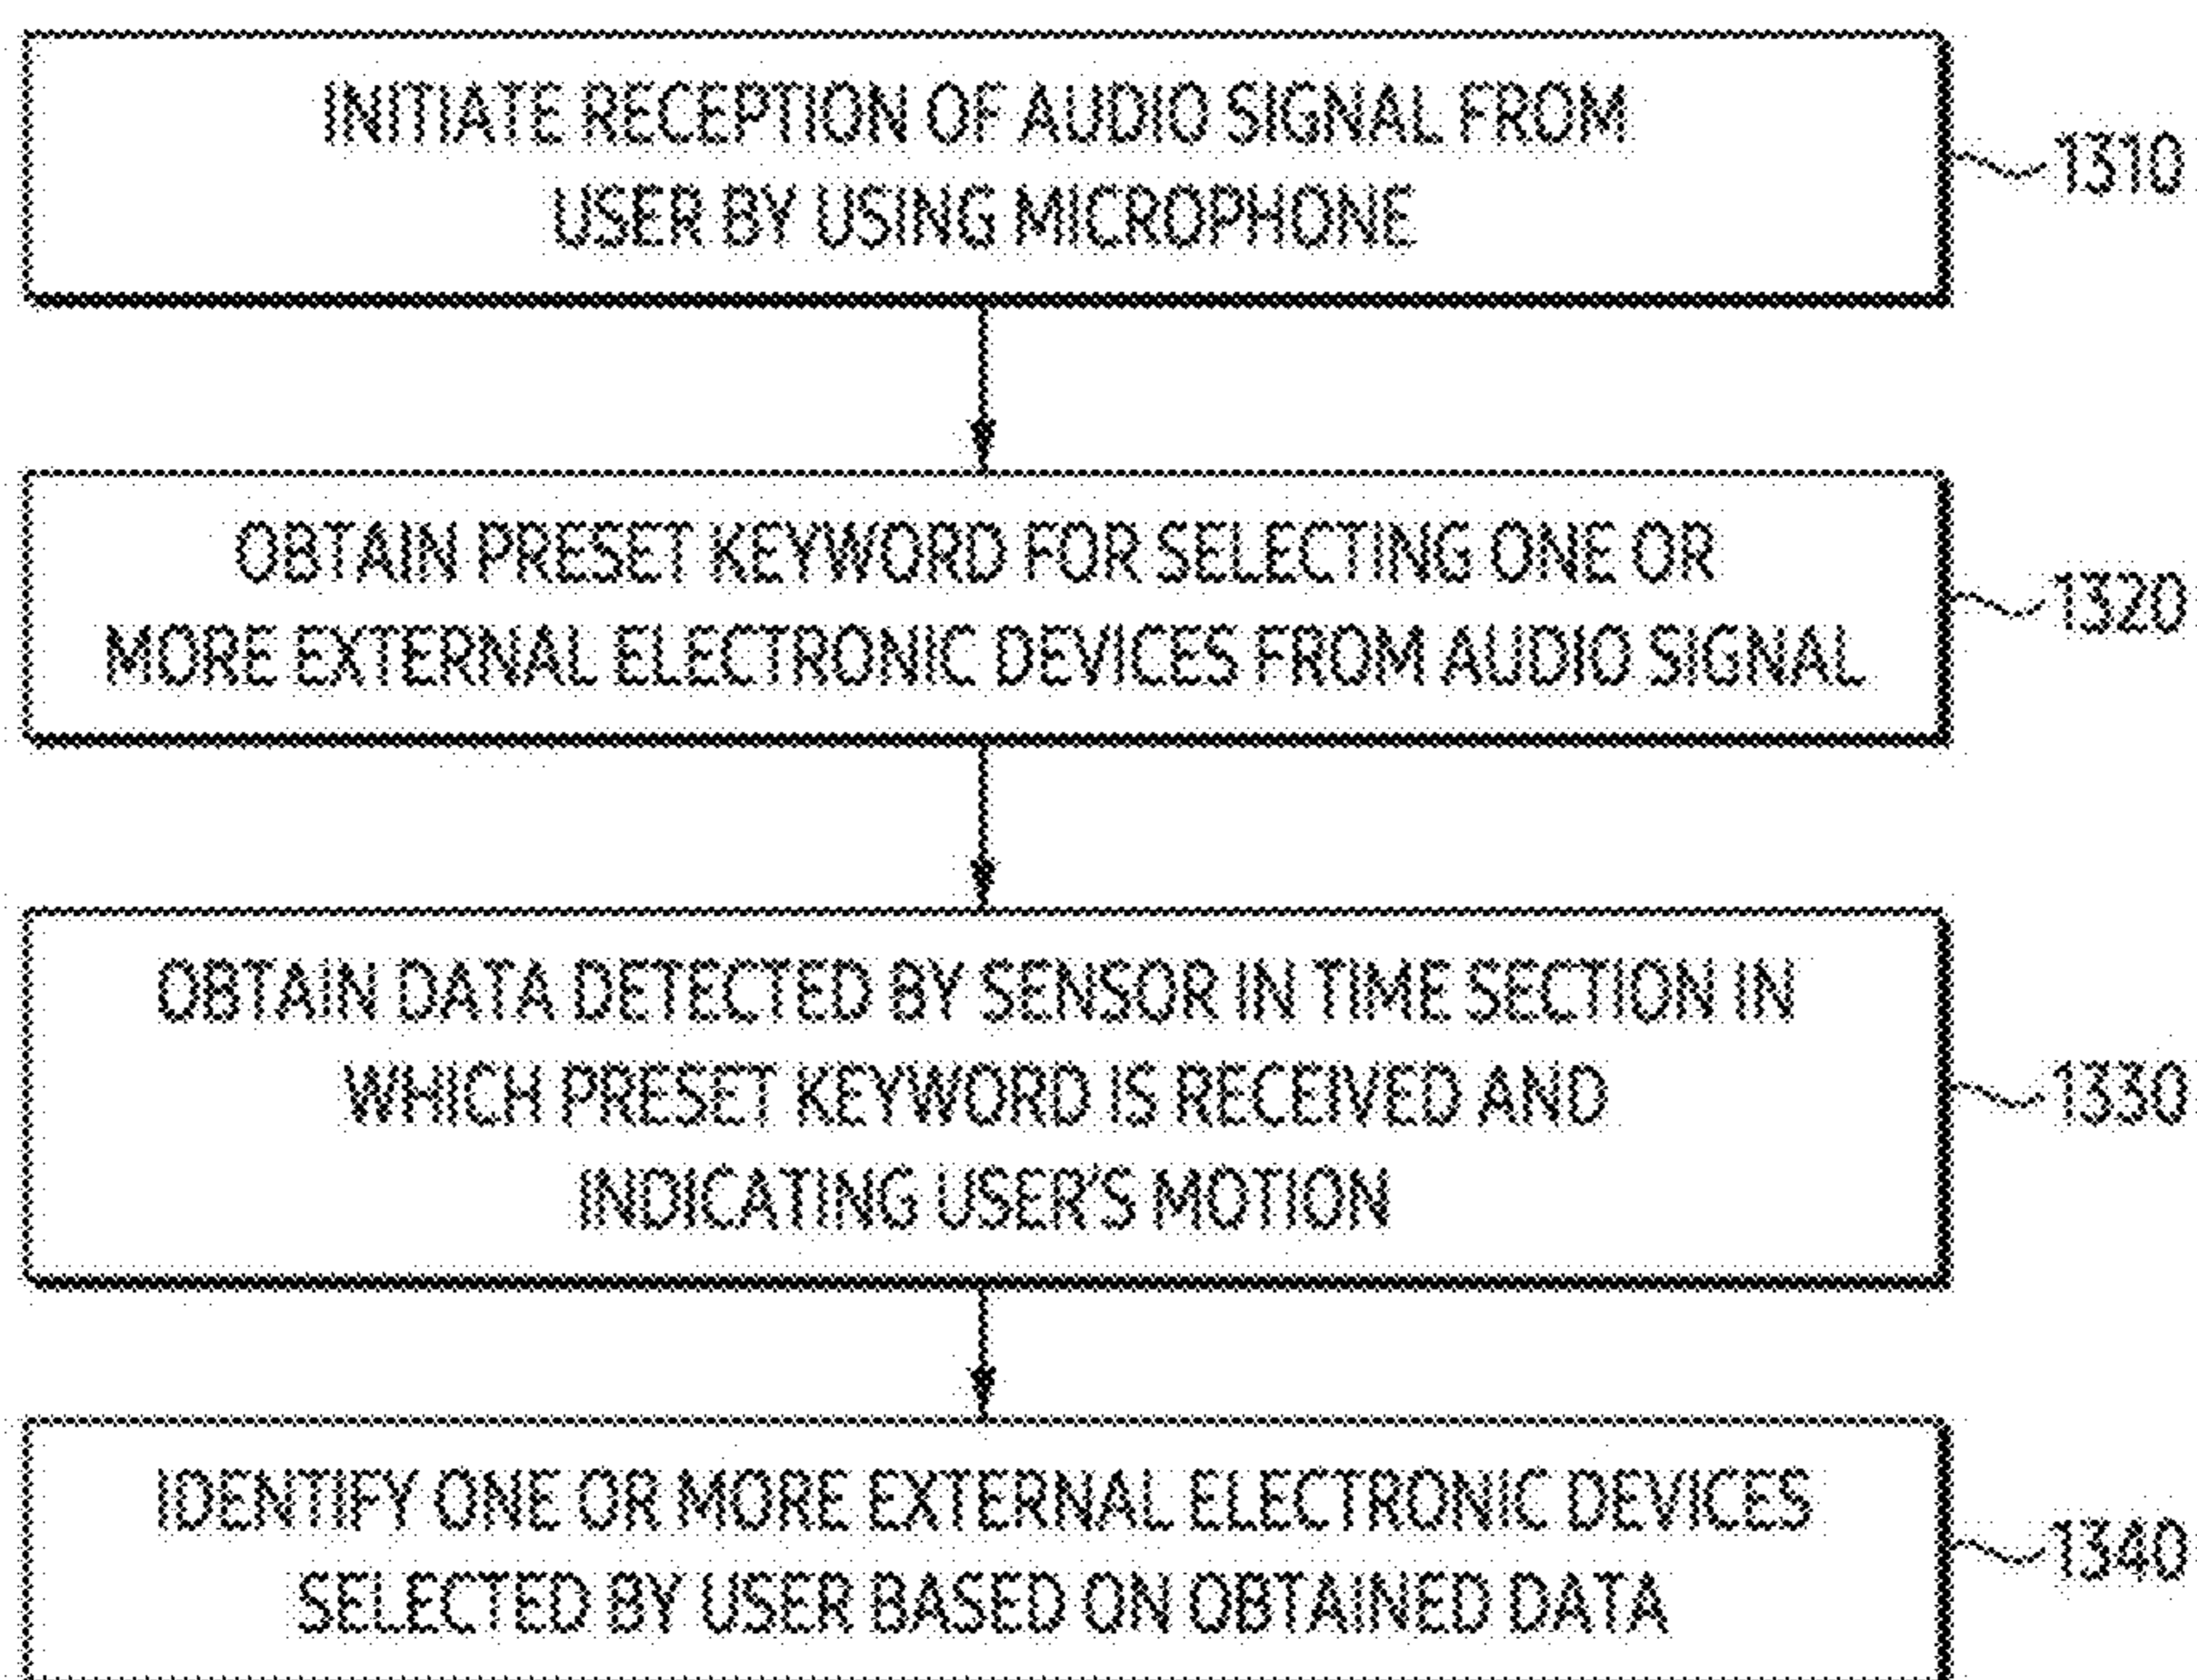 INITIATE RECEPTION OF AUDIO SIGNAL FROM
USER BY USING MICROPHONE
1310
OBTAIN PRESET KEYWORD FOR SELECTING ONE OR
MORE EXTERNAL ELECTRONIC DEVICES FROM AUDIO SIGNAL
1320
OBTAIN DATA DETECTED BY SENSOR IN TIME SECTION IN
WHICH PRESET KEYWORD IS RECEIVED AND
INDICATING USER'S MOTION
1330
IDENTIFY ONE OR MORE EXTERNAL ELECTRONIC DEVICES
SELECTED BY USER BASED ON OBTAINED DATA
1340